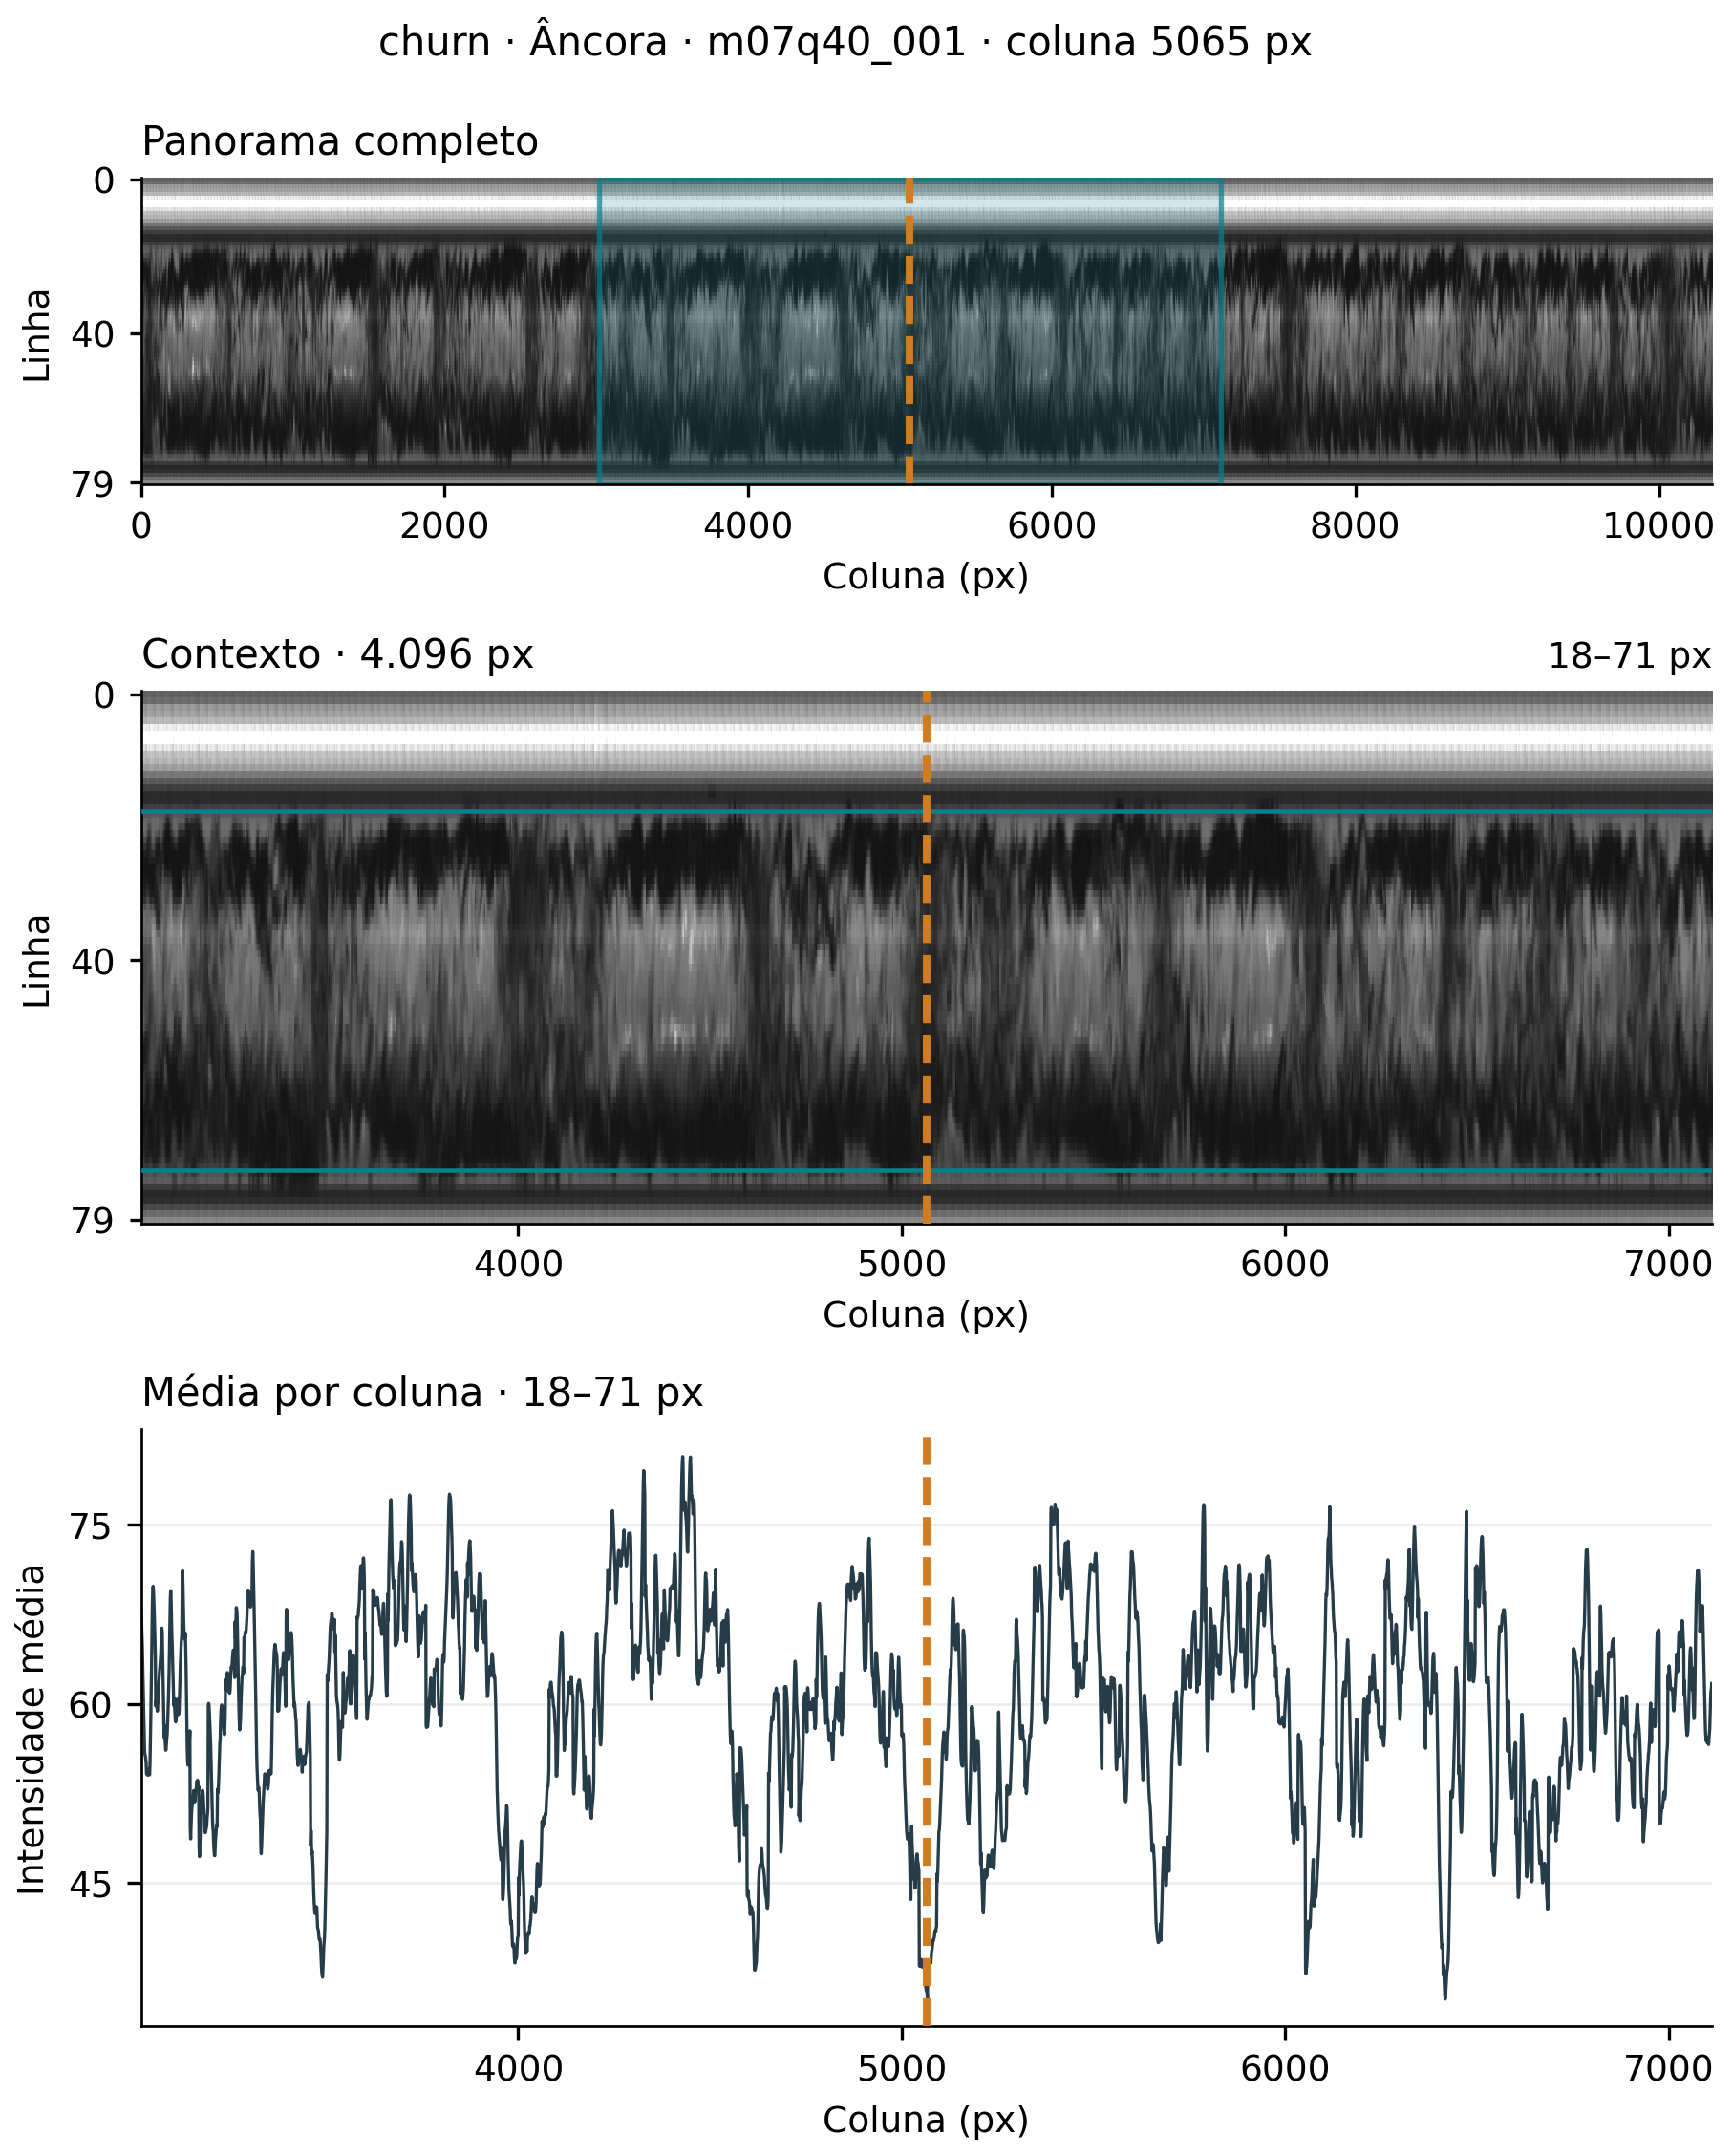 churn · Âncora · m07q40_001 · coluna 5065 px
Panorama completo
0
40
79
Linha
0 2000 4000 6000 8000 10000
Coluna (px)
Contexto · 4.096 px 18–71 px
0
40
79
Linha
4000 5000 6000 7000
Coluna (px)
Média por coluna · 18–71 px
75
60
45
Intensidade média
4000 5000 6000 7000
Coluna (px)